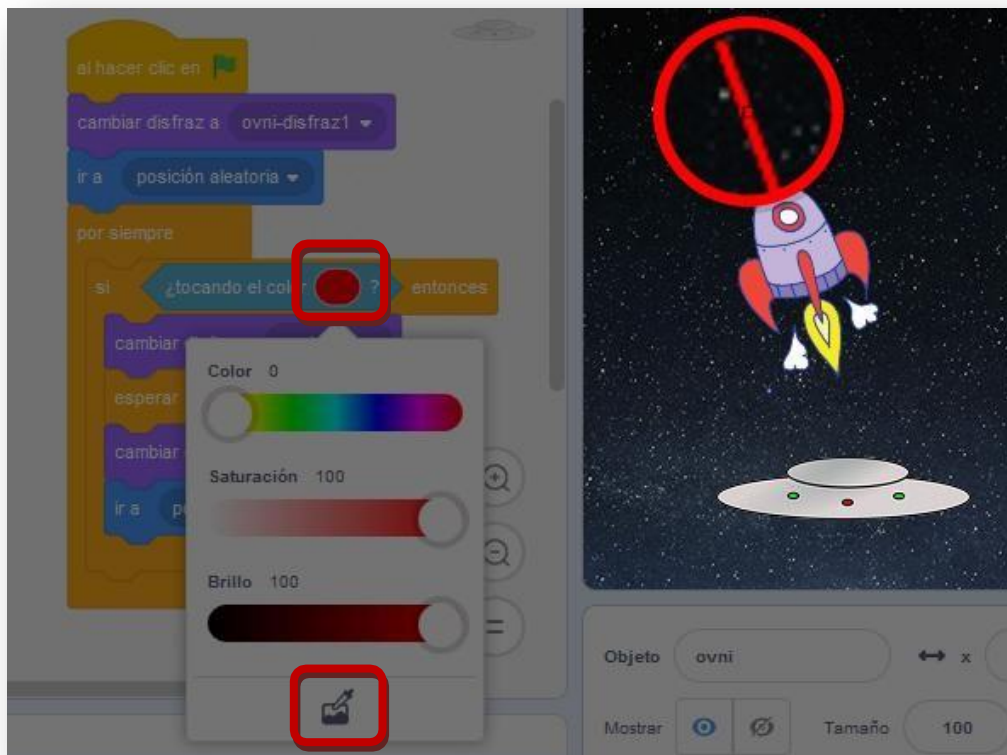 al hacer clic en
cambiar disfraz a ovni-disfraz1
ir a posición aleatoria
por siempre
si ¿tocando el color ? entonces
cambiar
esperar
cambiar
ir a
Color 0
Saturación 100
Brillo 100
Objeto ovni x
Mostrar Tamaño 100